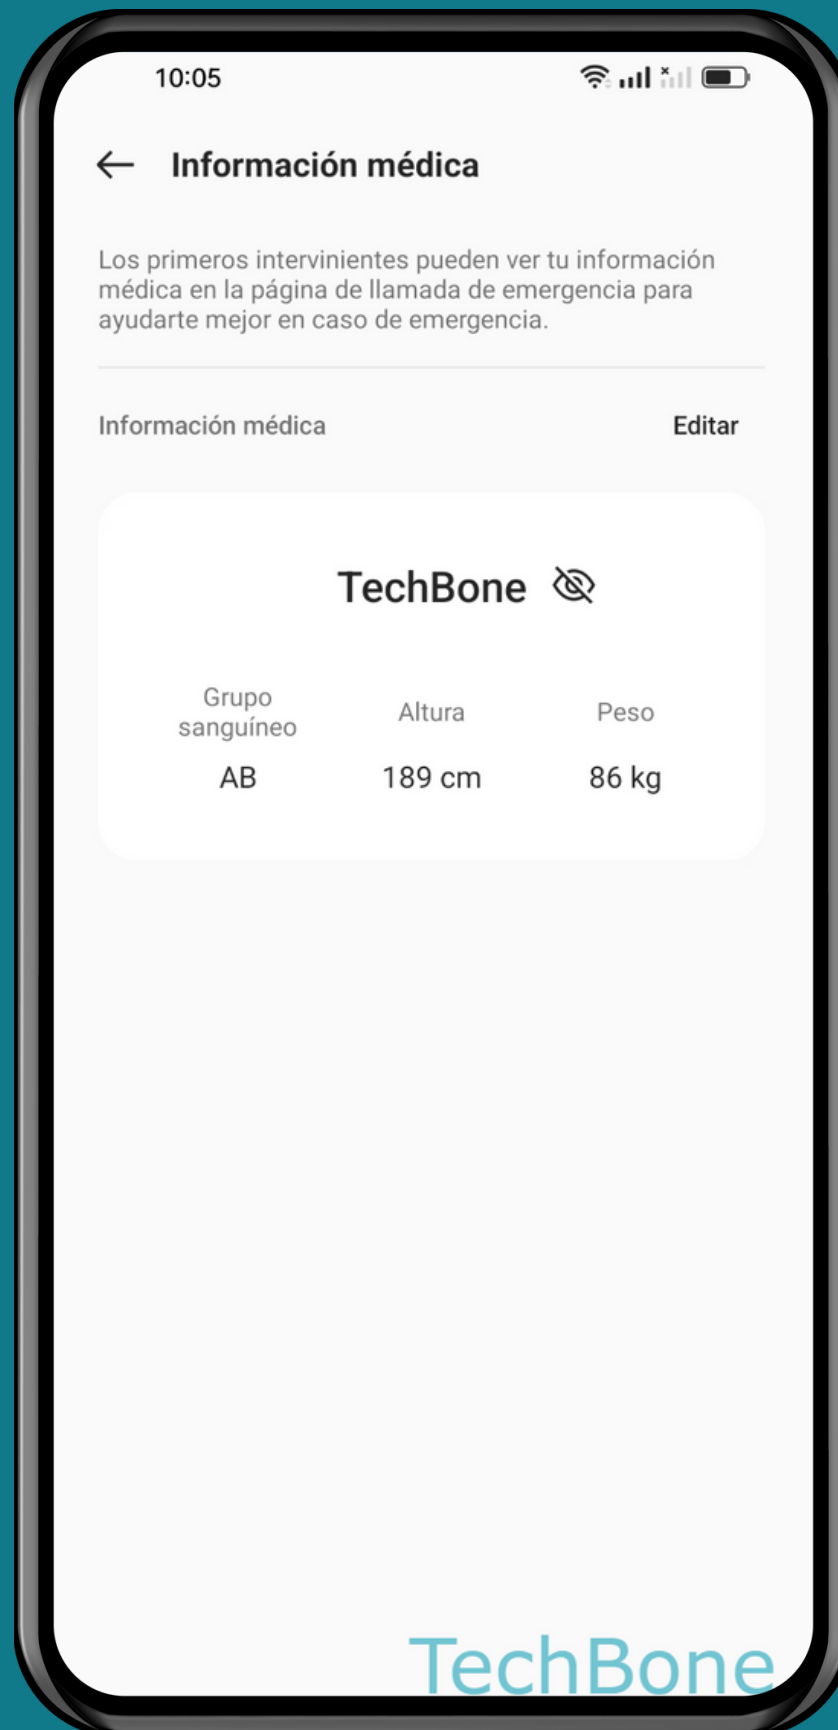 10:05
Información médica
Los primeros intervinientes pueden ver tu información
médica en la página de llamada de emergencia para
ayudarte mejor en caso de emergencia.
Información médica Editar
TechBone
Grupo
sanguíneo
Altura
Peso
AB 189 cm 86 kg
TechBone